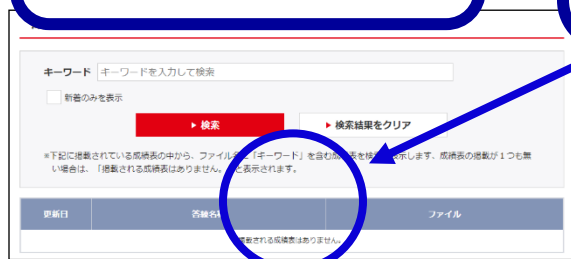 キーワード キーワードを入力して検索
新着のみを表示
▶ 検索 ▶ 検索結果をクリア
※下記に掲載されている成績表の中から、ファイル に「キーワード」を含む成 表を検 表示します、成績表の掲載が1つも無
い場合は、「掲載される成績表はありません。 と表示されます。
更新日 答練名 ファイル
掲載される成績表はありません。